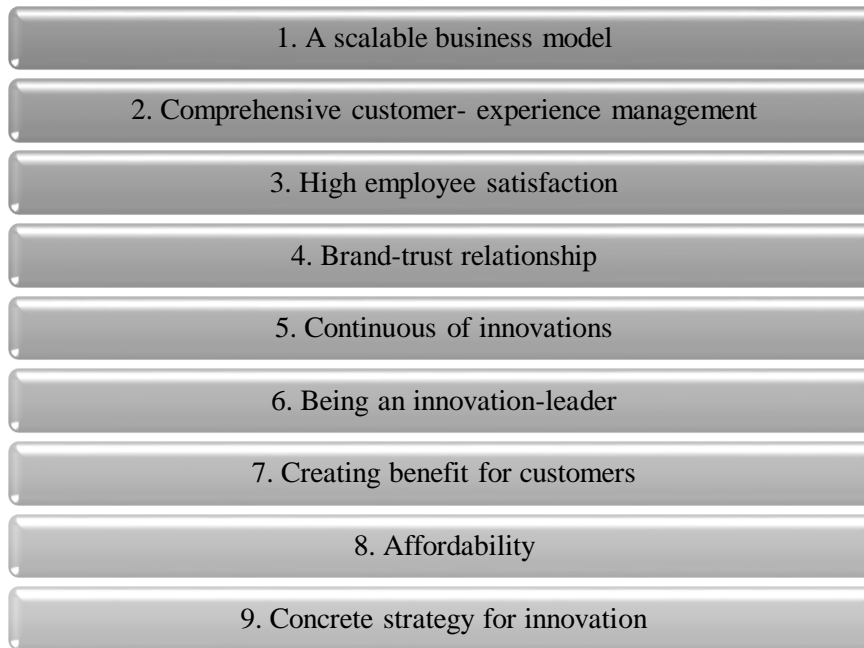 1. A scalable business model
2. Comprehensive customer- experience management
3. High employee satisfaction
4. Brand-trust relationship
5. Continuous of innovations
6. Being an innovation-leader
7. Creating benefit for customers
8. Affordability
9. Concrete strategy for innovation